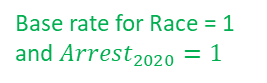 Base rate for Race = 1
and Arrest₂₀₂₀ = 1